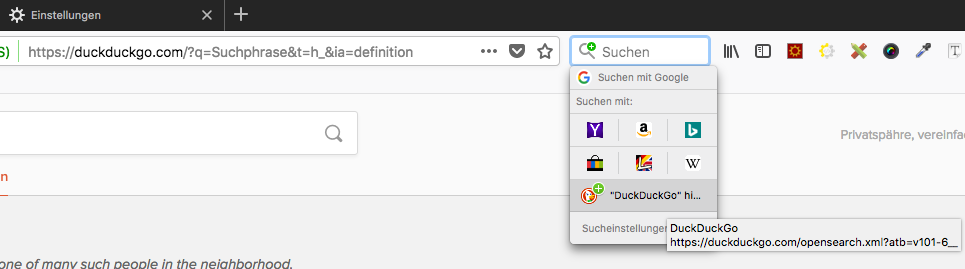 Einstellungen
S) https://duckduckgo.com/?q=Suchphrase&t=h_&ia=definition
Suchen
Suchen mit Google
Suchen mit:
Privatspähre, vereinfa
n
"DuckDuckGo" hi...
Sucheinstellungen
DuckDuckGo
https://duckduckgo.com/opensearch.xml?atb=v101-6__
one of many such people in the neighborhood.